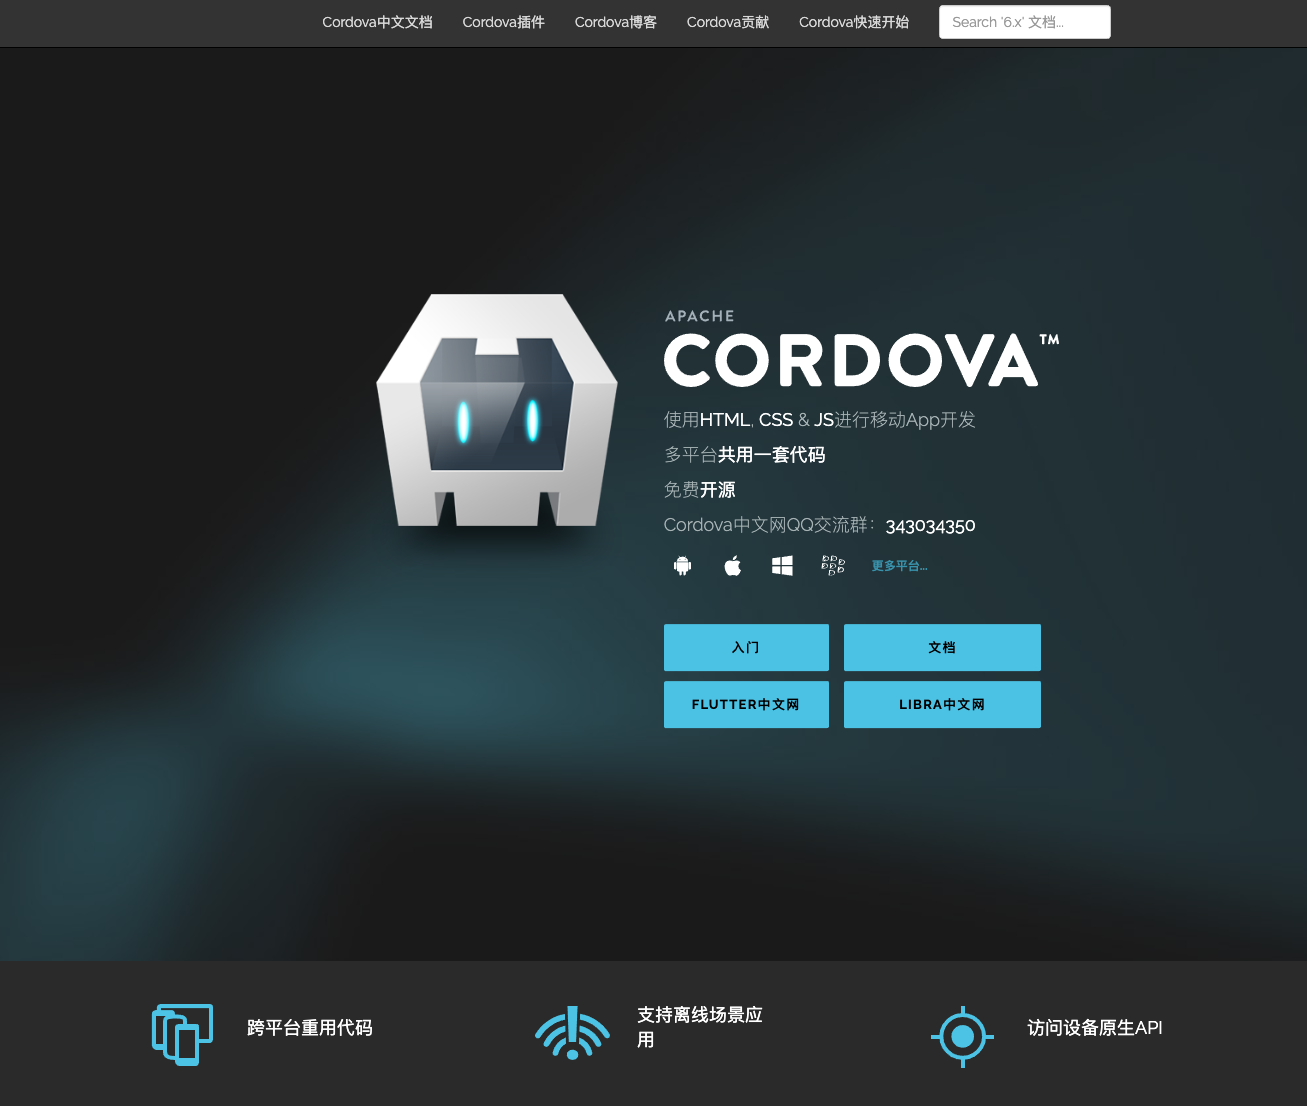 Cordova中文文档 Cordova插件 Cordova博客 Cordova贡献 Cordova快速开始 Search '6.x' 文档...
APACHE
CORDOVA™
使用HTML, CSS & JS进行移动App开发
多平台共用一套代码
免费开源
Cordova中文网QQ交流群：343034350
更多平台...
入门 文档
FLUTTER中文网 LIBRA中文网
跨平台重用代码
支持离线场景应
用
访问设备原生API